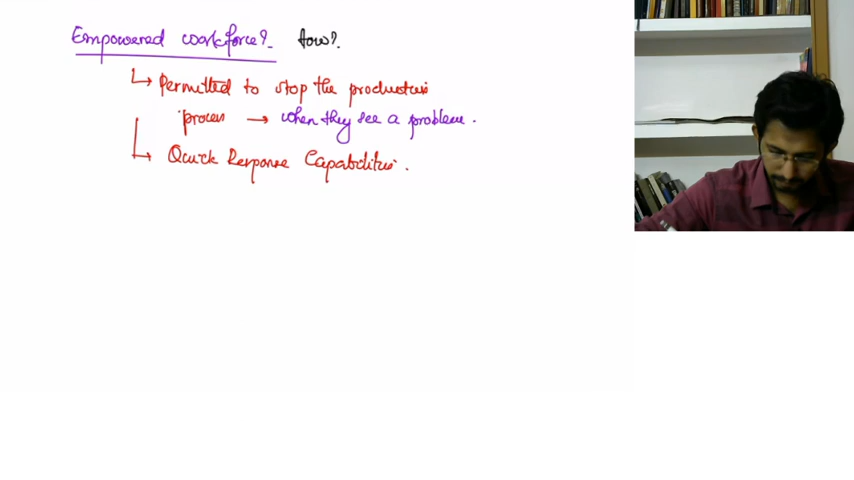 Empowered workforce? How?
↳ Permitted to stop the production
process → when they see a problem.
↳ Quick Response Capabilities.